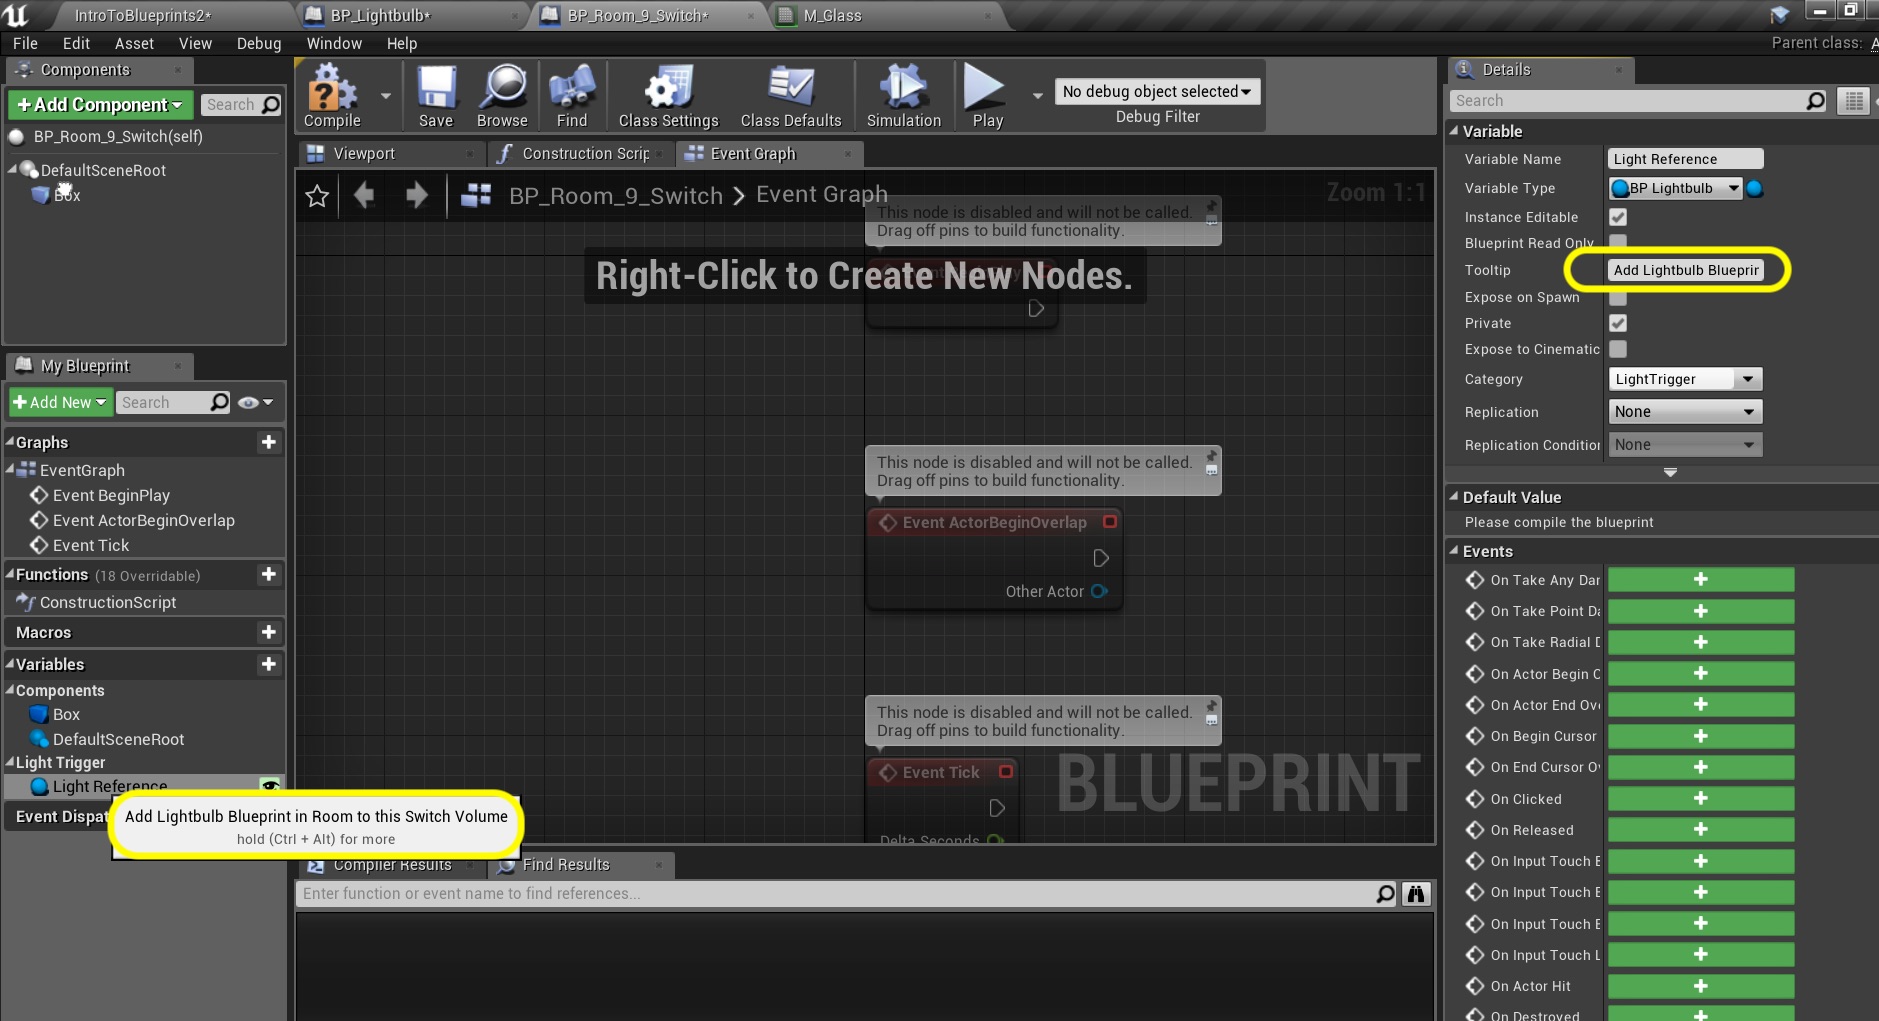 IntroToBlueprints2*
BP_Lightbulb*
BP_Room_9_Switch*
M_Glass
File Edit Asset View Debug Window Help
Parent class: A
Components
+Add Component
Search
BP_Room_9_Switch(self)
DefaultSceneRoot
Box
My Blueprint
+Add New
Search
Graphs
EventGraph
Event BeginPlay
Event ActorBeginOverlap
Event Tick
Functions (18 Overridable)
ConstructionScript
Macros
Variables
Components
Box
DefaultSceneRoot
Light Trigger
Light Reference
Event Dispat
Add Lightbulb Blueprint in Room to this Switch Volume
hold (Ctrl + Alt) for more
Compile
Save
Browse
Find
Class Settings
Class Defaults
Simulation
Play
No debug object selected
Debug Filter
Viewport
Construction Scrip
Event Graph
BP_Room_9_Switch > Event Graph
Zoom 1:1
This node is disabled and will not be called.
Drag off pins to build functionality.
Right-Click to Create New Nodes.
This node is disabled and will not be called.
Drag off pins to build functionality.
Event ActorBeginOverlap
Other Actor
This node is disabled and will not be called.
Drag off pins to build functionality.
Event Tick
Delta Seconds
BLUEPRINT
Compiler Results
Find Results
Enter function or event name to find references...
Details
Search
Variable
Variable Name Light Reference
Variable Type BP Lightbulb
Instance Editable
Blueprint Read Only
Tooltip Add Lightbulb Blueprir
Expose on Spawn
Private
Expose to Cinematic
Category LightTrigger
Replication None
Replication Condition None
Default Value
Please compile the blueprint
Events
On Take Any Dar
On Take Point Da
On Take Radial D
On Actor Begin O
On Actor End Ove
On Begin Cursor
On End Cursor Ov
On Clicked
On Released
On Input Touch E
On Input Touch B
On Input Touch E
On Input Touch L
On Actor Hit
On Destroyed